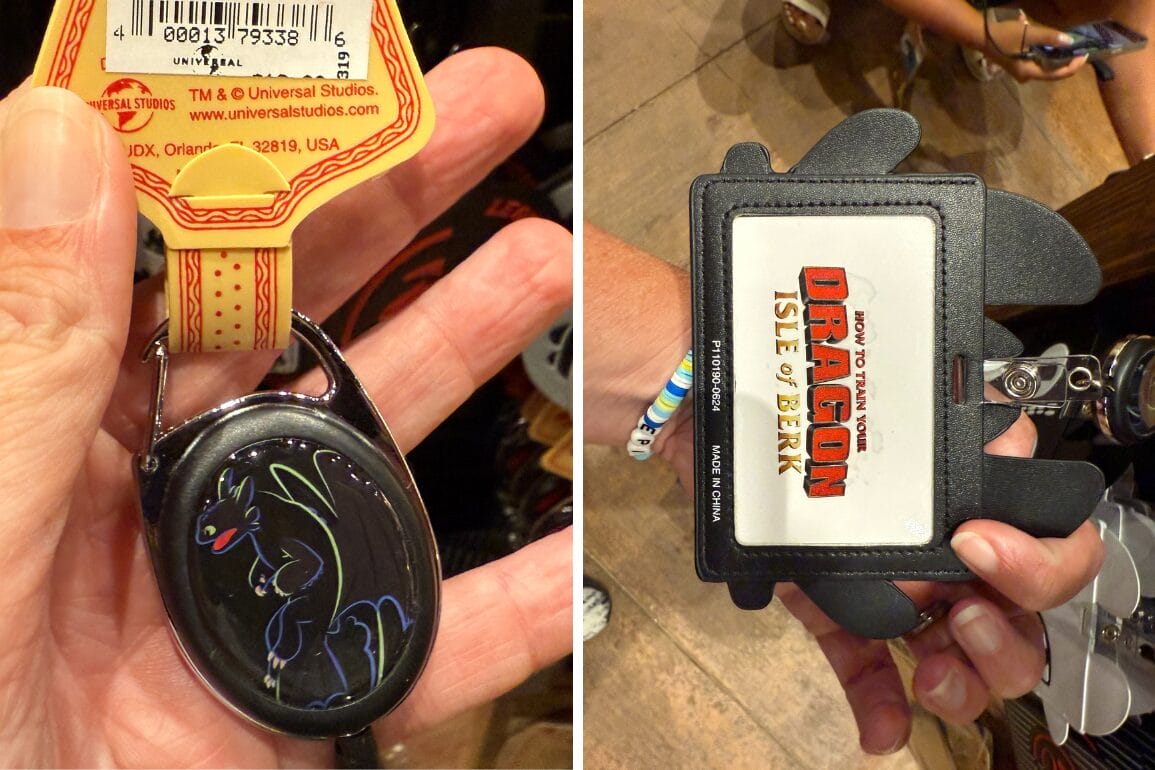 4 00013 79338 6
319
UNIVERSAL
UNIVERSAL STUDIOS
TM & © Universal Studios.
www.universalstudios.com
Orlando FL 32819, USA
HOW TO TRAIN YOUR
DRAGON
ISLE of BERK
P110190-0624 MADE IN CHINA